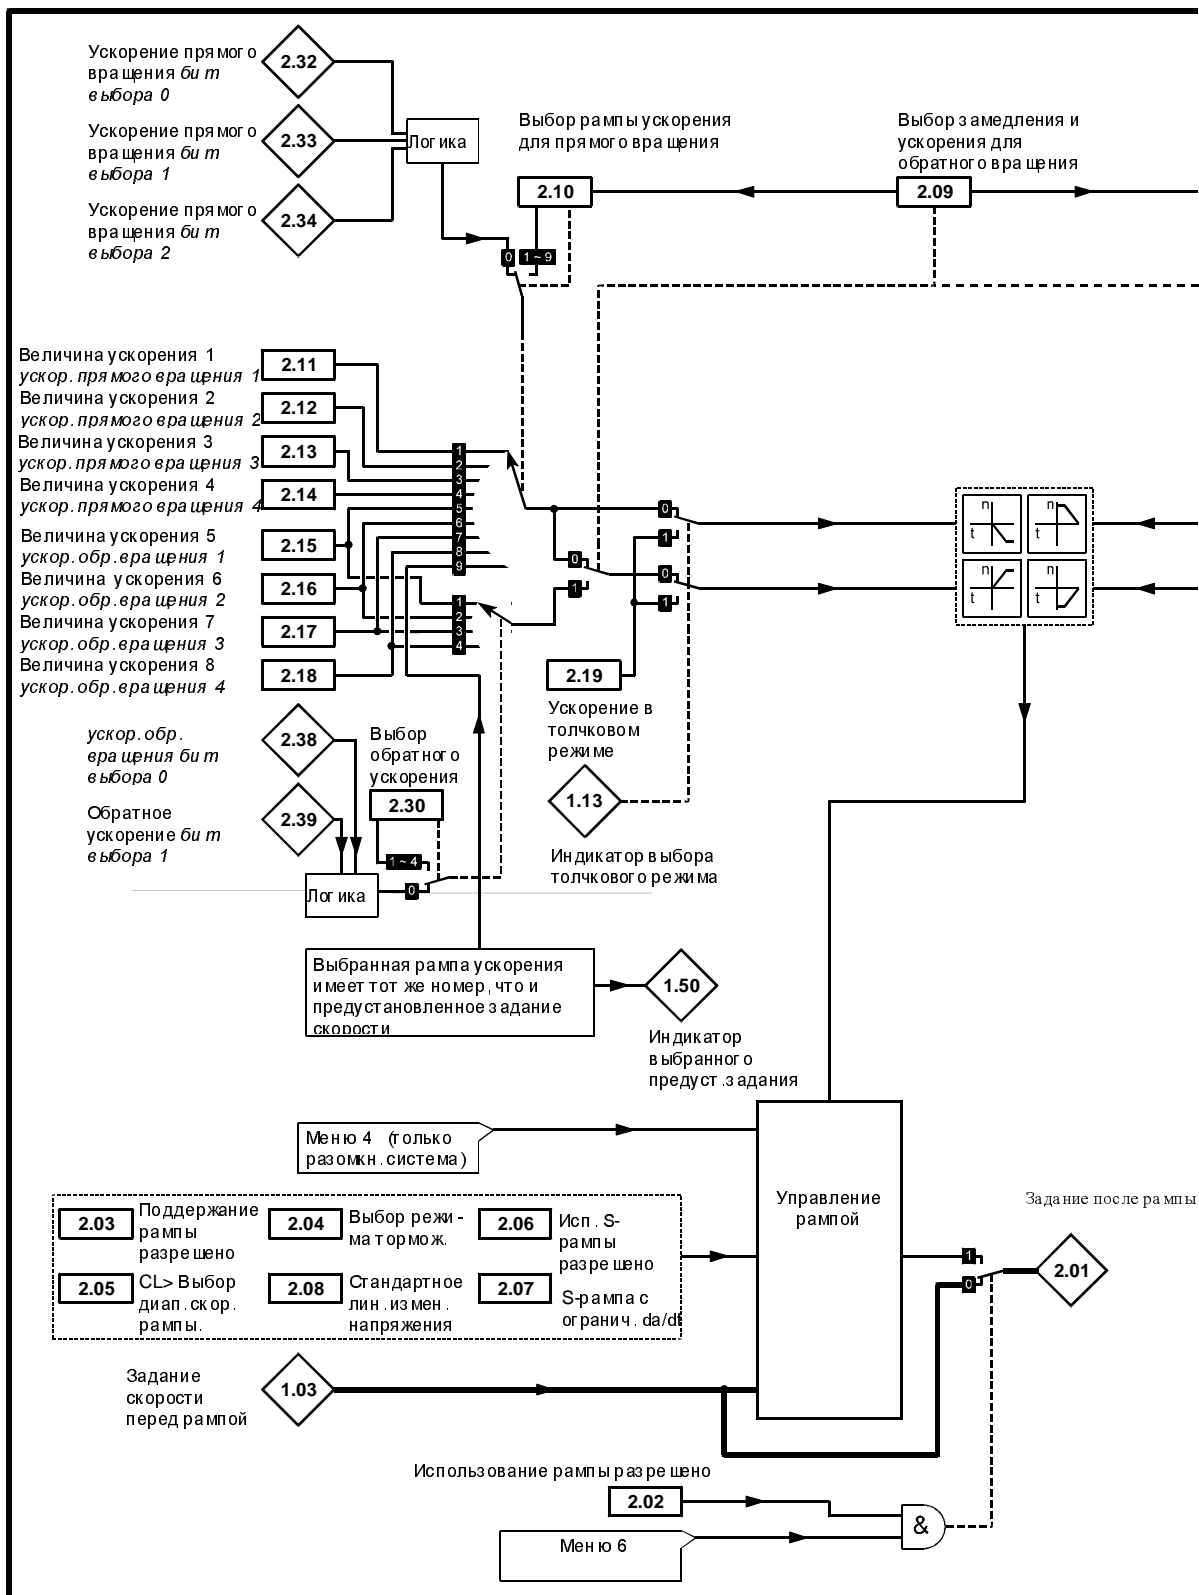 Ускорение прямого
вращения бит
выбора 0
2.32
Ускорение прямого
вращения бит
выбора 1
2.33
Ускорение прямого
вращения бит
выбора 2
2.34
Логика
Выбор рампы ускорения
для прямого вращения
2.10
Выбор замедления и
ускорения для
обратного вращения
2.09
0
1 ~ 9
Величина ускорения 1
ускор. прямого вращения 1
2.11
Величина ускорения 2
ускор. прямого вращения 2
2.12
Величина ускорения 3
ускор. прямого вращения 3
2.13
Величина ускорения 4
ускор. прямого вращения 4
2.14
Величина ускорения 5
ускор. обр. вращения 1
2.15
Величина ускорения 6
ускор. обр. вращения 2
2.16
Величина ускорения 7
ускор. обр. вращения 3
2.17
Величина ускорения 8
ускор. обр. вращения 4
2.18
1
2
3
4
5
6
7
8
9
1
2
3
4
0
1
0
1
0
1
n
t
n
t
n
t
n
t
2.19
Ускорение в
толчковом
режиме
1.13
Индикатор выбора
толчкового режима
ускор. обр.
вращения бит
выбора 0
2.38
Обратное
ускорение бит
выбора 1
2.39
Выбор
обратного
ускорения
2.30
1 ~ 4
0
Логика
Выбранная рампа ускорения
имеет тот же номер, что и
предустановленное задание
скорости
1.50
Индикатор
выбранного
предуст. задания
Меню 4 (только
разомкн. система)
Управление
рампой
2.03
Поддержание
рампы
разрешено
2.04
Выбор режи-
ма тормож.
2.06
Исп. S-
рампы
разрешено
2.05
CL> Выбор
диап. скор.
рампы.
2.08
Стандартное
лин. измен.
напряжения
2.07
S-рампа с
огранич. da/dt
Задание после рампы
1
0
2.01
Задание
скорости
перед рампой
1.03
Использование рампы разрешено
2.02
&
Меню 6